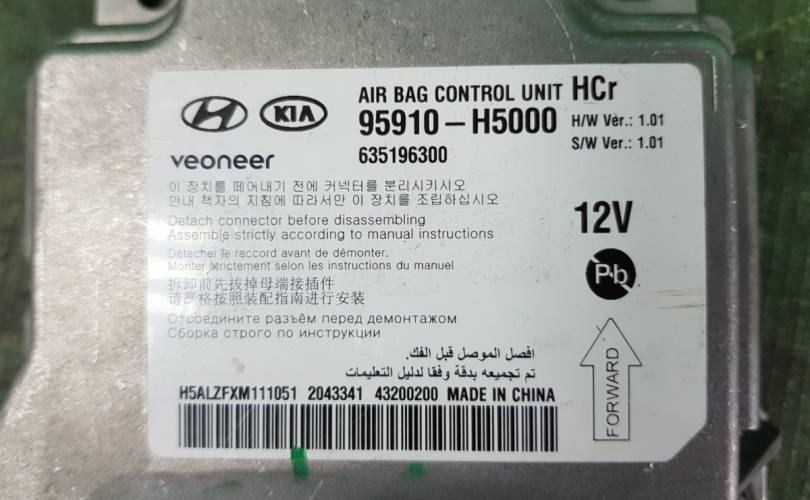 AIR BAG CONTROL UNIT HCr
KIA 95910-H5000 H/W Ver.: 1.01
veoneer 635196300 S/W Ver.: 1.01
이 장치를 떼어내기 전에 커넥터를 분리시키시오
안내 책자의 지침에 따라서만 이 장치를 조립하십시오
Detach connector before disassembling
Assemble strictly according to manual instructions
12V
Détacher le raccord avant de démonter.
Monter strictement selon les instructions du manuel
Pb
拆卸前先拔掉母端接插件
请严格按照装配指南进行安装
Отсоедините разъём перед демонтажом
Сборка строго по инструкции
افصل الموصل قبل الفك.
تم تجميعه بدقة وفقا لدليل التعليمات
FORWARD
H5ALZFXM111051 2043341 43200200 MADE IN CHINA